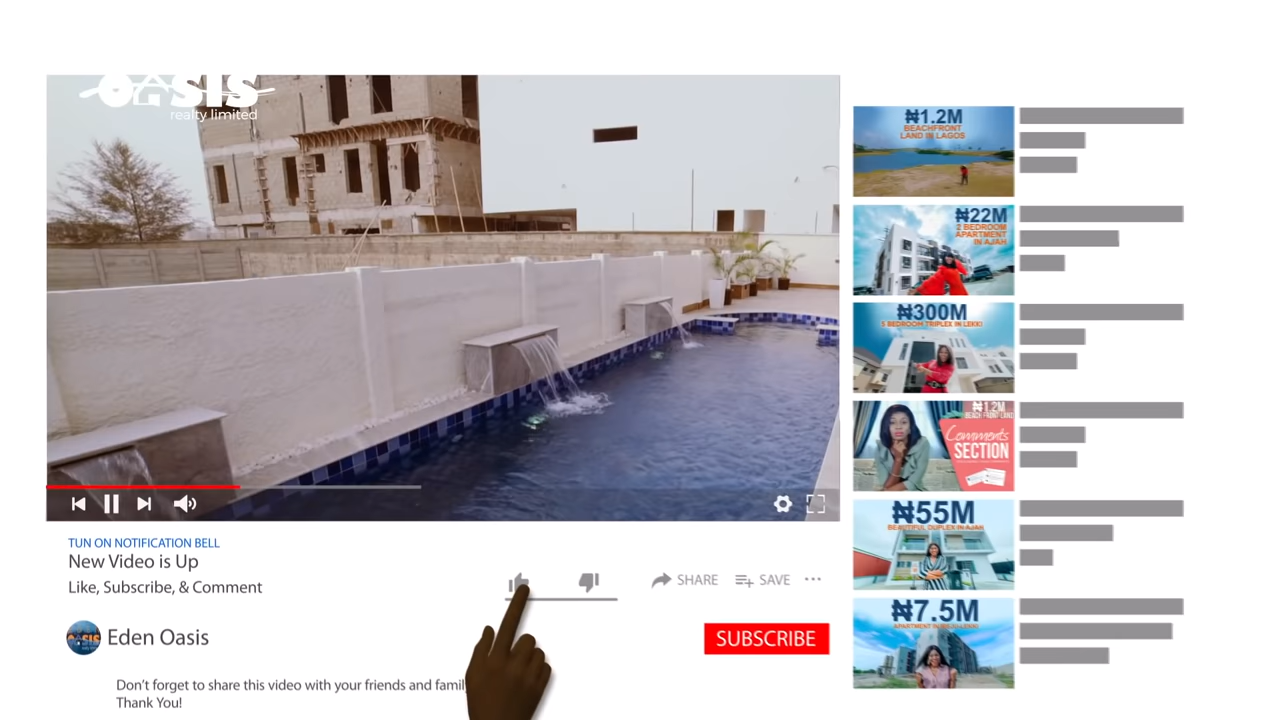 OASIS
realty limited
TUN ON NOTIFICATION BELL
New Video is Up
Like, Subscribe, & Comment
SHARE
SAVE
Eden Oasis
SUBSCRIBE
Don't forget to share this video with your friends and famil
Thank You!
₦1.2M
BEACHFRONT
LAND IN LAGOS
₦22M
2 BEDROOM
APARTMENT
IN AJAH
₦300M
5 BEDROOM TRIPLEX IN LEKKI
₦1.2M
BEACH FRONT LAND
Comments
SECTION
₦55M
BEAUTIFUL DUPLEX IN AJAH
₦7.5M